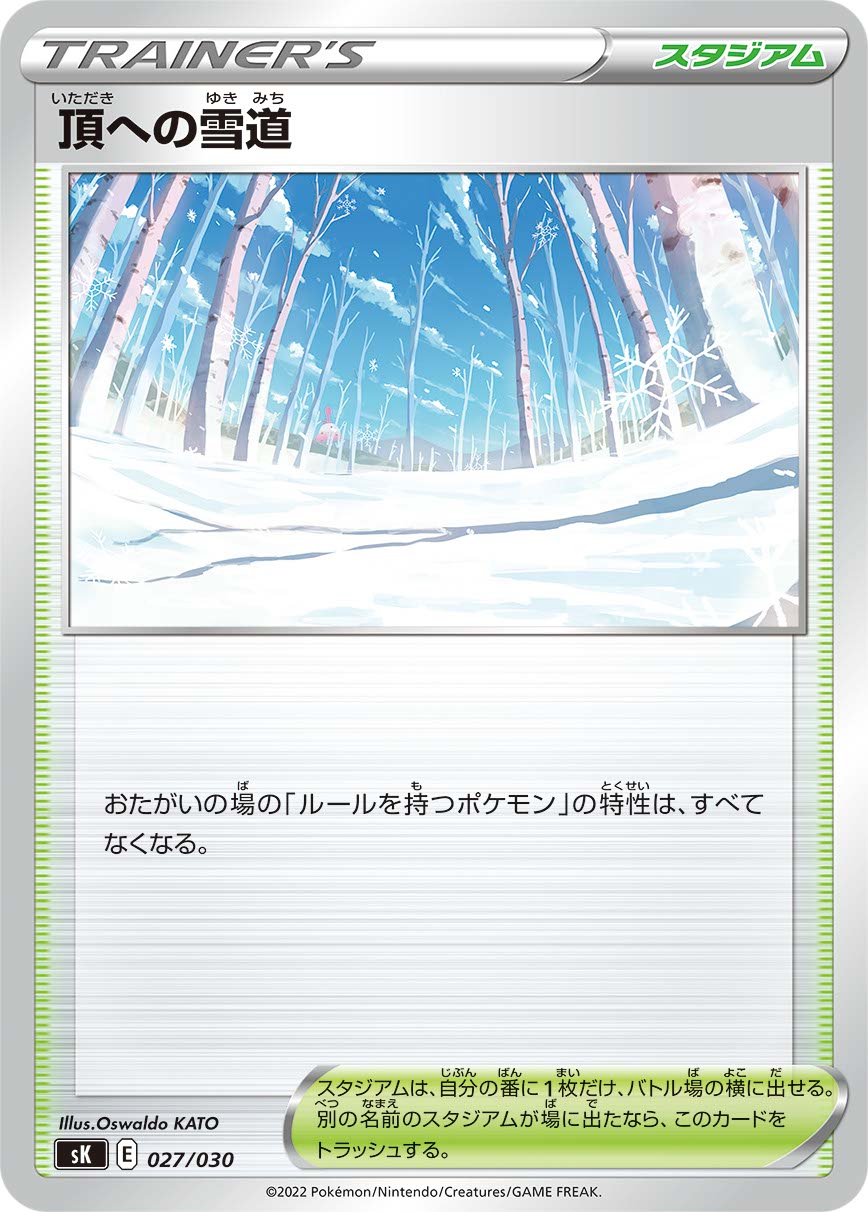 TRAINER'S
スタジアム
いただき ゆき みち
頂への雪道
ば も とくせい
おたがいの場の「ルールを持つポケモン」の特性は、すべて
なくなる。
じぶん ばん まい ば よこ だ
スタジアムは、自分の番に1枚だけ、バトル場の横に出せる。
べつ なまえ ば で
別の名前のスタジアムが場に出たなら、このカードを
トラッシュする。
Illus.Oswaldo KATO
sK E 027/030
©2022 Pokémon/Nintendo/Creatures/GAME FREAK.